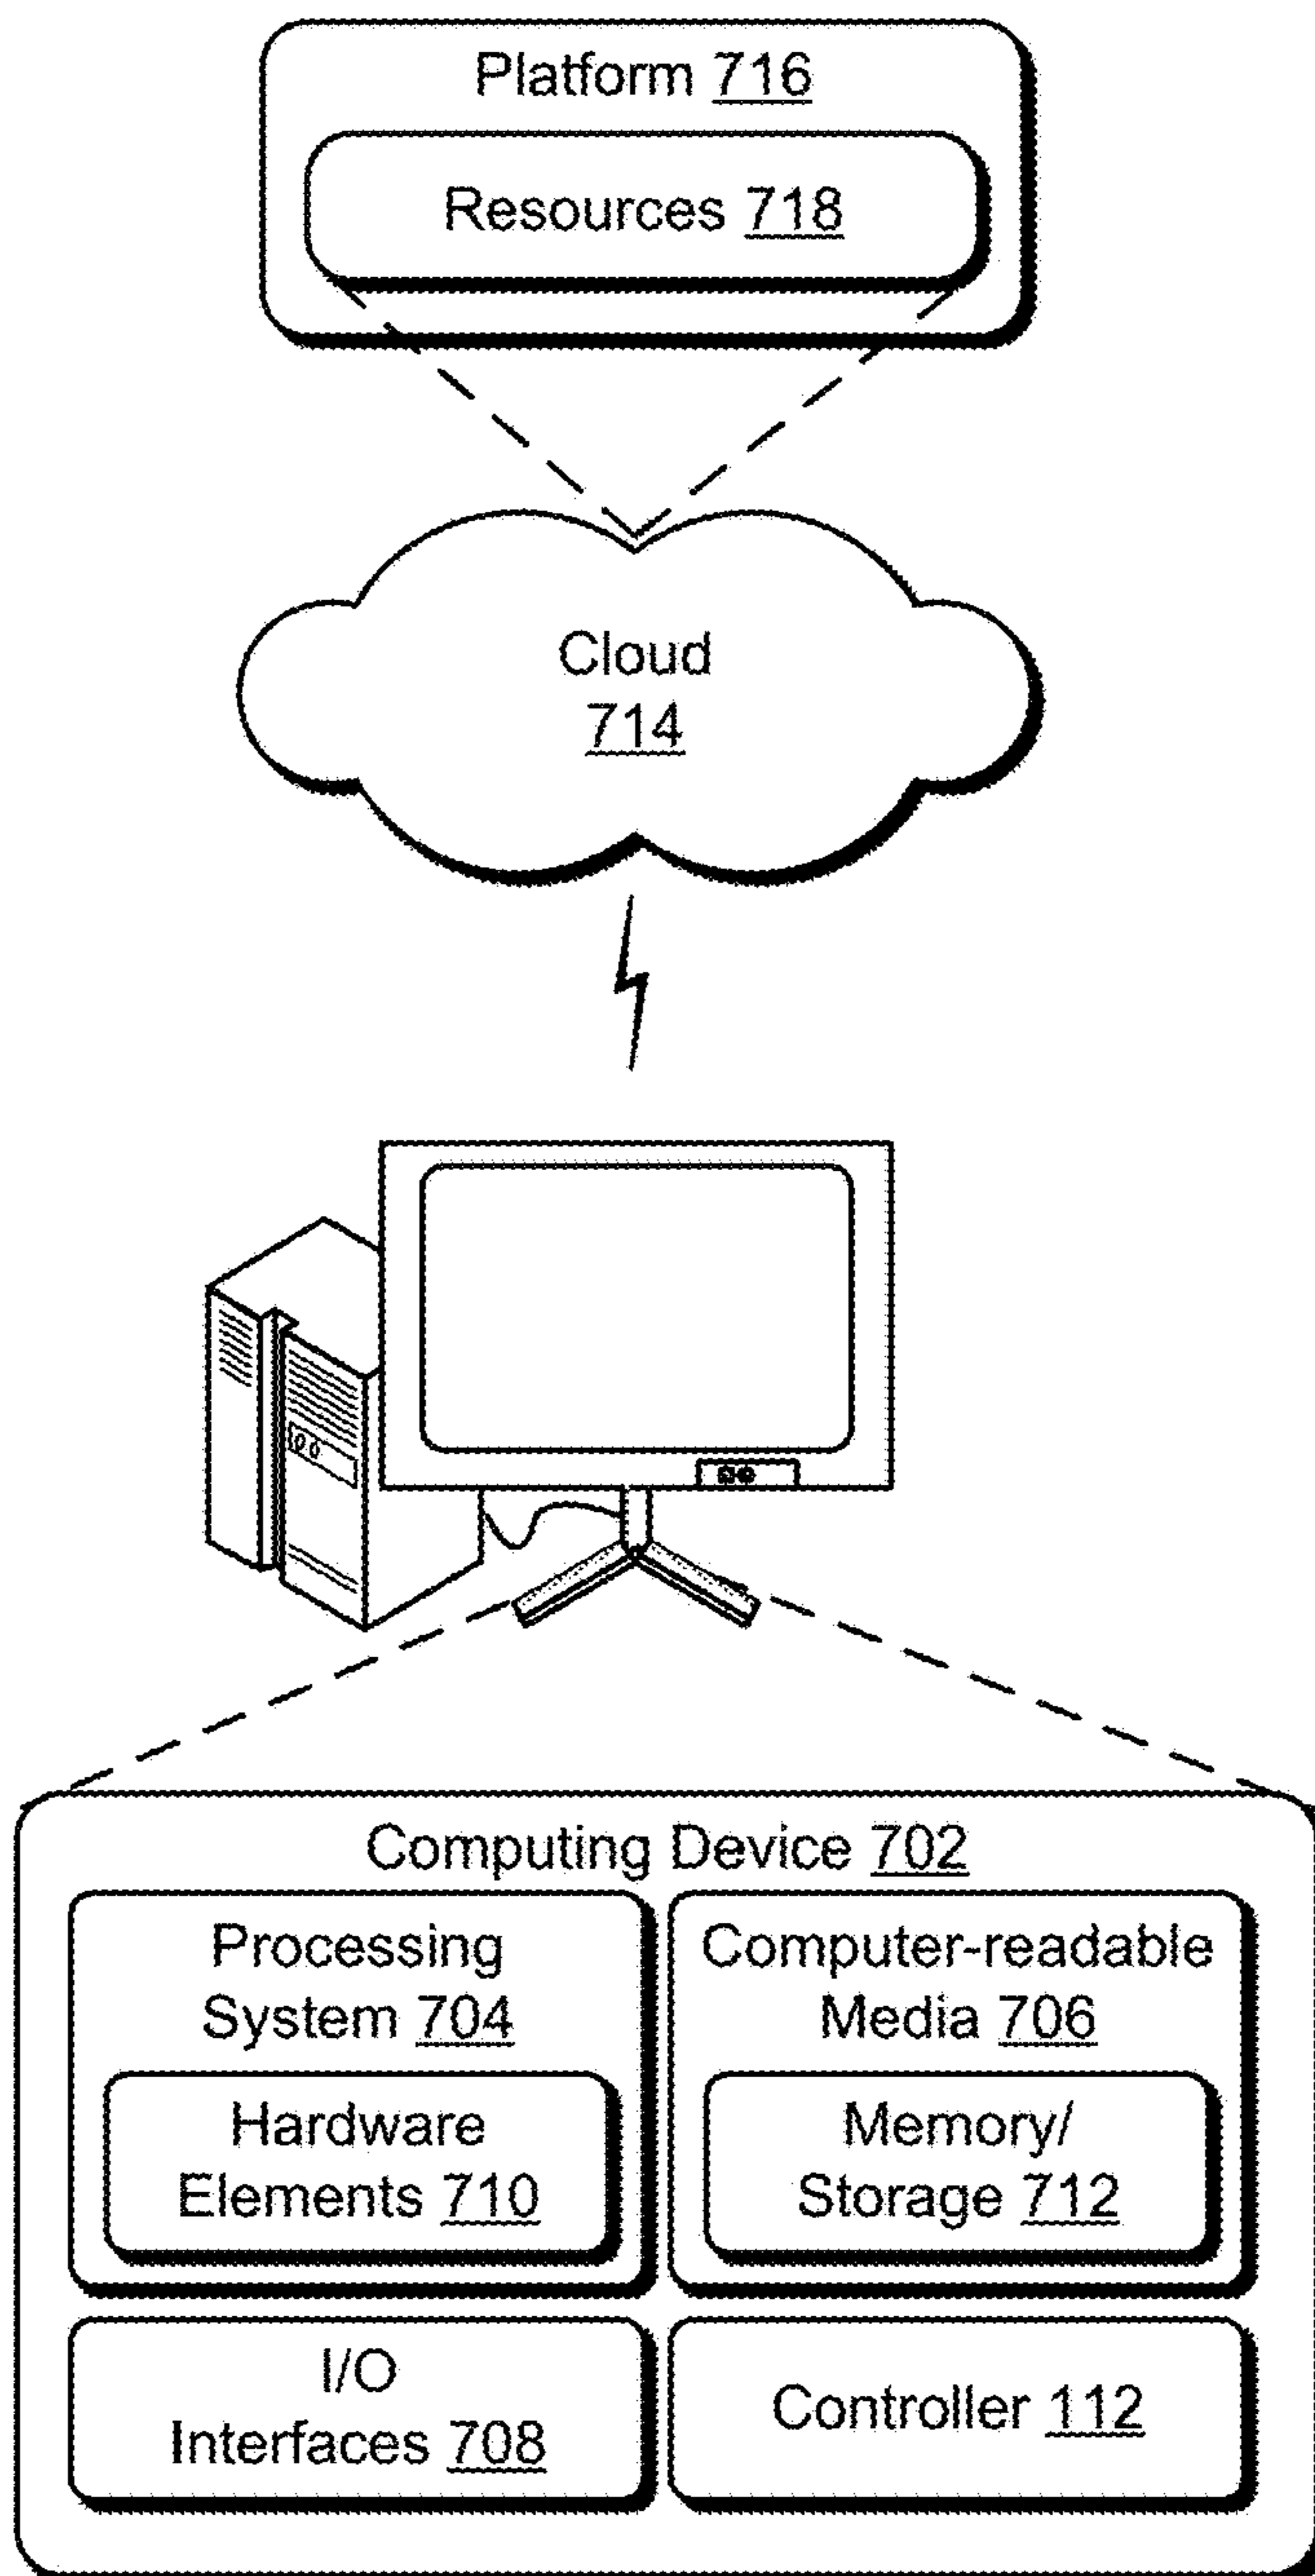 Platform 716
Resources 718
Cloud
714
Computing Device 702
Processing
System 704
Hardware
Elements 710
Computer-readable
Media 706
Memory/
Storage 712
I/O
Interfaces 708
Controller 112